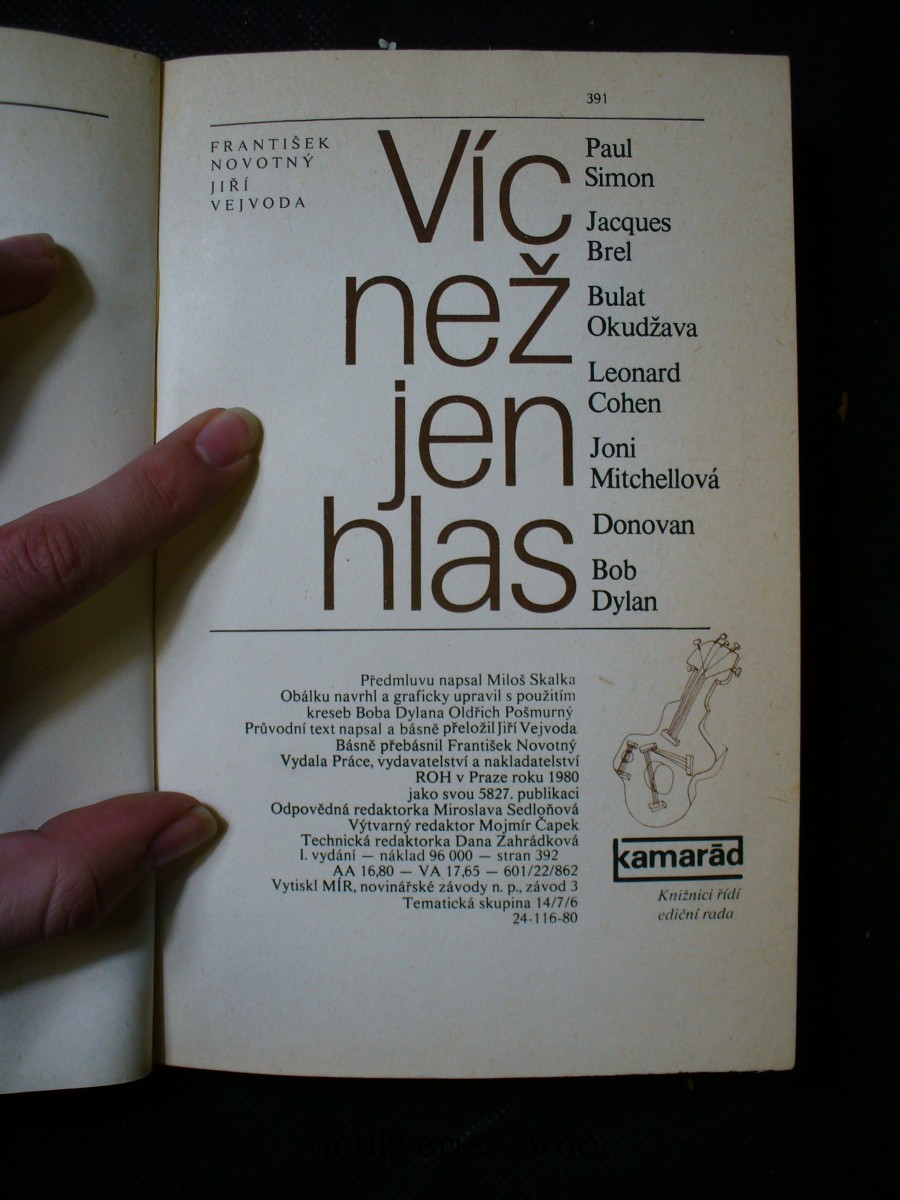 391
FRANTIŠEK
NOVOTNÝ
JIŘÍ
VEJVODA
Víc
než
jen
hlas
Paul
Simon
Jacques
Brel
Bulat
Okudžava
Leonard
Cohen
Joni
Mitchellová
Donovan
Bob
Dylan
Předmluvu napsal Miloš Skalka
Obálku navrhl a graficky upravil s použitím
kreseb Boba Dylana Oldřich Pošmurný
Průvodní text napsal a básně přeložil Jiří Vejvoda
Básně přebásnil František Novotný
Vydala Práce, vydavatelství a nakladatelství
ROH v Praze roku 1980
jako svou 5827. publikaci
Odpovědná redaktorka Miroslava Sedloňová
Výtvarný redaktor Mojmír Čapek
Technická redaktorka Dana Zahrádková
I. vydání — náklad 96 000 — stran 392
AA 16,80 — VA 17,65 — 601/22/862
Vytiskl MÍR, novinářské závody n. p., závod 3
Tematická skupina 14/7/6
24-116-80
kamarád
Knižnici řídí
ediční rada